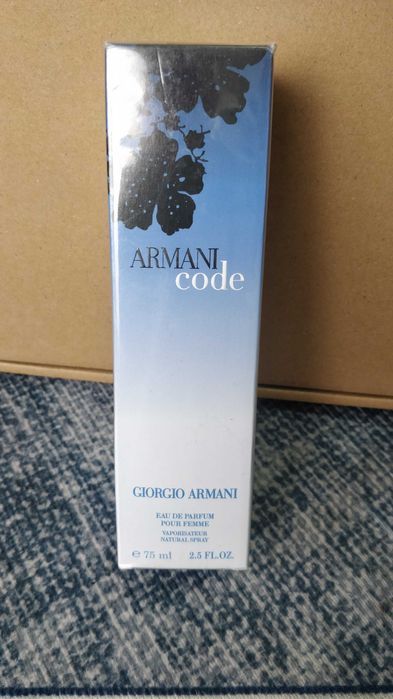 ARMANI
code
GIORGIO ARMANI
EAU DE PARFUM
POUR FEMME
VAPORISATEUR
NATURAL SPRAY
℮ 75 ml 2.5 FL.OZ.